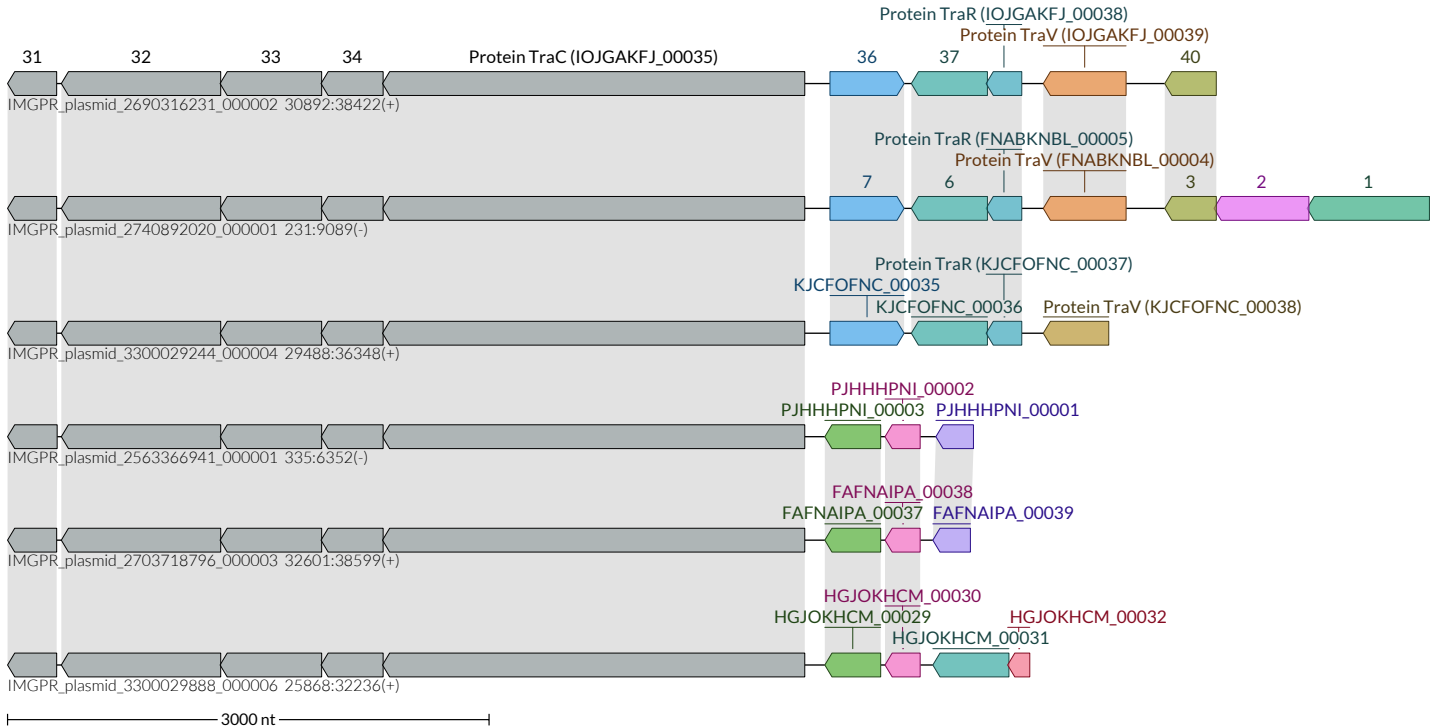 Protein TraR (IOJGAKFJ_00038)
Protein TraV (IOJGAKFJ_00039)
31 32 33 34 Protein TraC (IOJGAKFJ_00035) 36 37 40
IMGPR_plasmid_2690316231_000002 30892:38422(+)
Protein TraR (FNABKNBL_00005)
Protein TraV (FNABKNBL_00004)
7 6 3 2 1
IMGPR_plasmid_2740892020_000001 231:9089(-)
Protein TraR (KJCFOFNC_00037)
KJCFOFNC_00035
KJCFOFNC_00036 Protein TraV (KJCFOFNC_00038)
IMGPR_plasmid_3300029244_000004 29488:36348(+)
PJHHHPNI_00002
PJHHHPNI_00003 PJHHHPNI_00001
IMGPR_plasmid_2563366941_000001 335:6352(-)
FAFNAIPA_00038
FAFNAIPA_00037 FAFNAIPA_00039
IMGPR_plasmid_2703718796_000003 32601:38599(+)
HGJOKHCM_00030
HGJOKHCM_00029 HGJOKHCM_00032
HGJOKHCM_00031
IMGPR_plasmid_3300029888_000006 25868:32236(+)
3000 nt